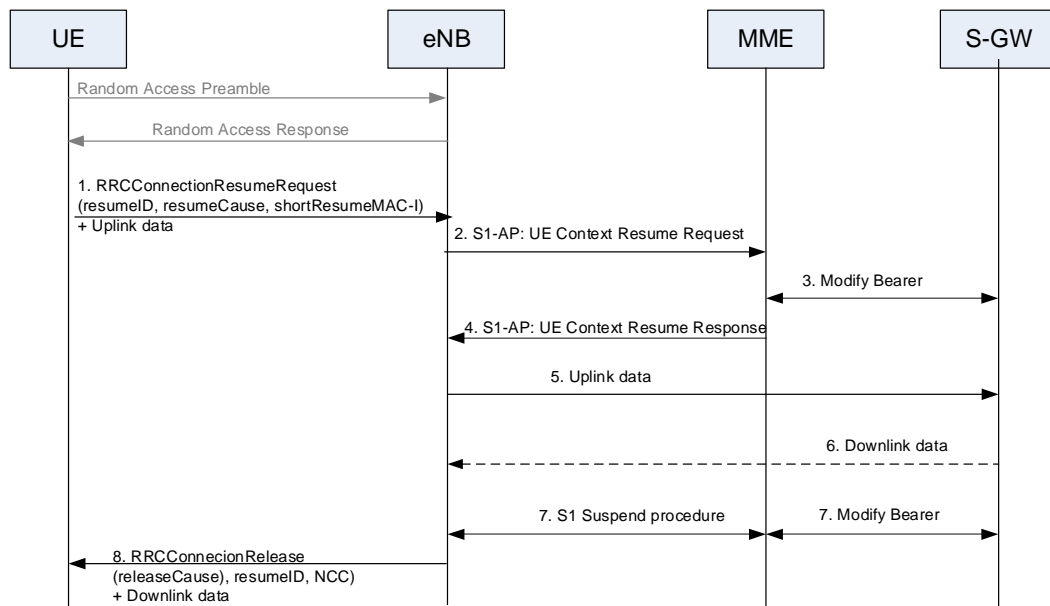 UE
eNB
MME
S-GW
Random Access Preamble
Random Access Response
1. RRCConnectionResumeRequest
(resumeID, resumeCause, shortResumeMAC-I)
+ Uplink data
2. S1-AP: UE Context Resume Request
3. Modify Bearer
4. S1-AP: UE Context Resume Response
5. Uplink data
6. Downlink data
7. S1 Suspend procedure
7. Modify Bearer
8. RRCConnecionRelease
(releaseCause), resumeID, NCC)
+ Downlink data